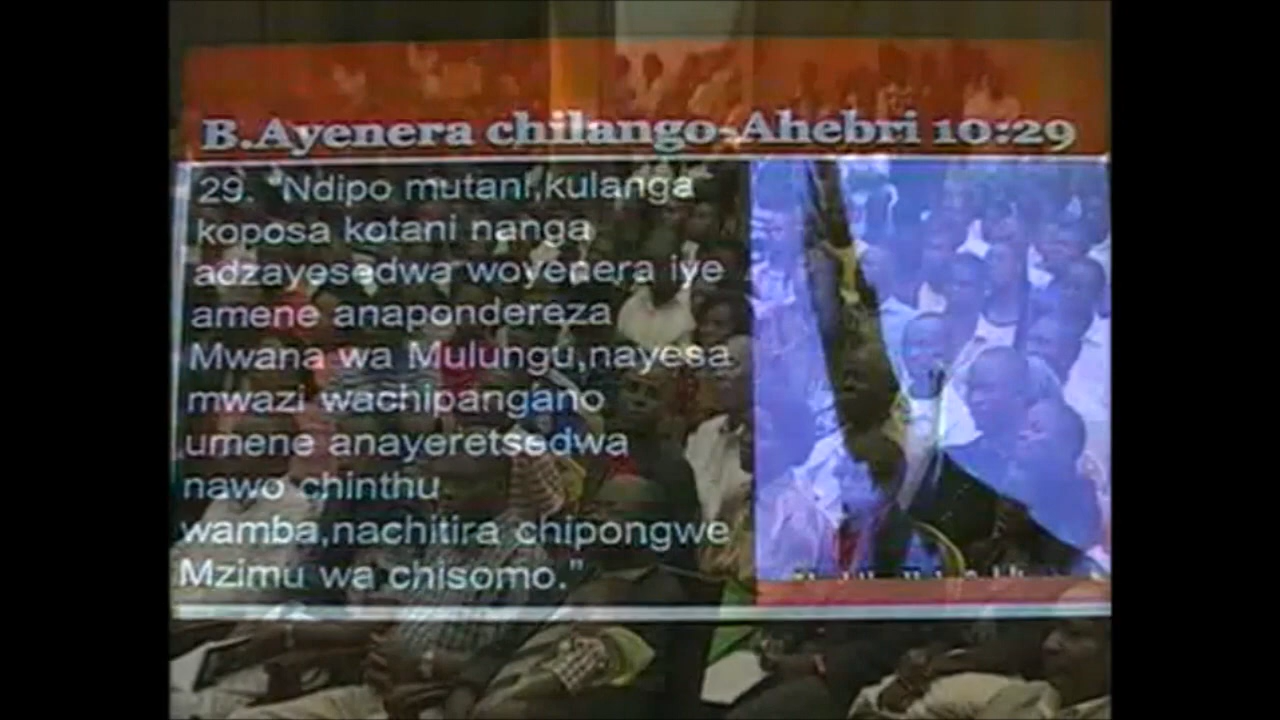 B.Ayenera chilango-Ahebri 10:29
29. "Ndipo mutani,kulanga
koposa kotani nanga
adzayesedwa woyenera iye
amene anapondereza
Mwana wa Mulungu,nayesa
mwazi wachipangano
umene anayeretsedwa
nawo chinthu
wamba,nachitira chipongwe
Mzimu wa chisomo."